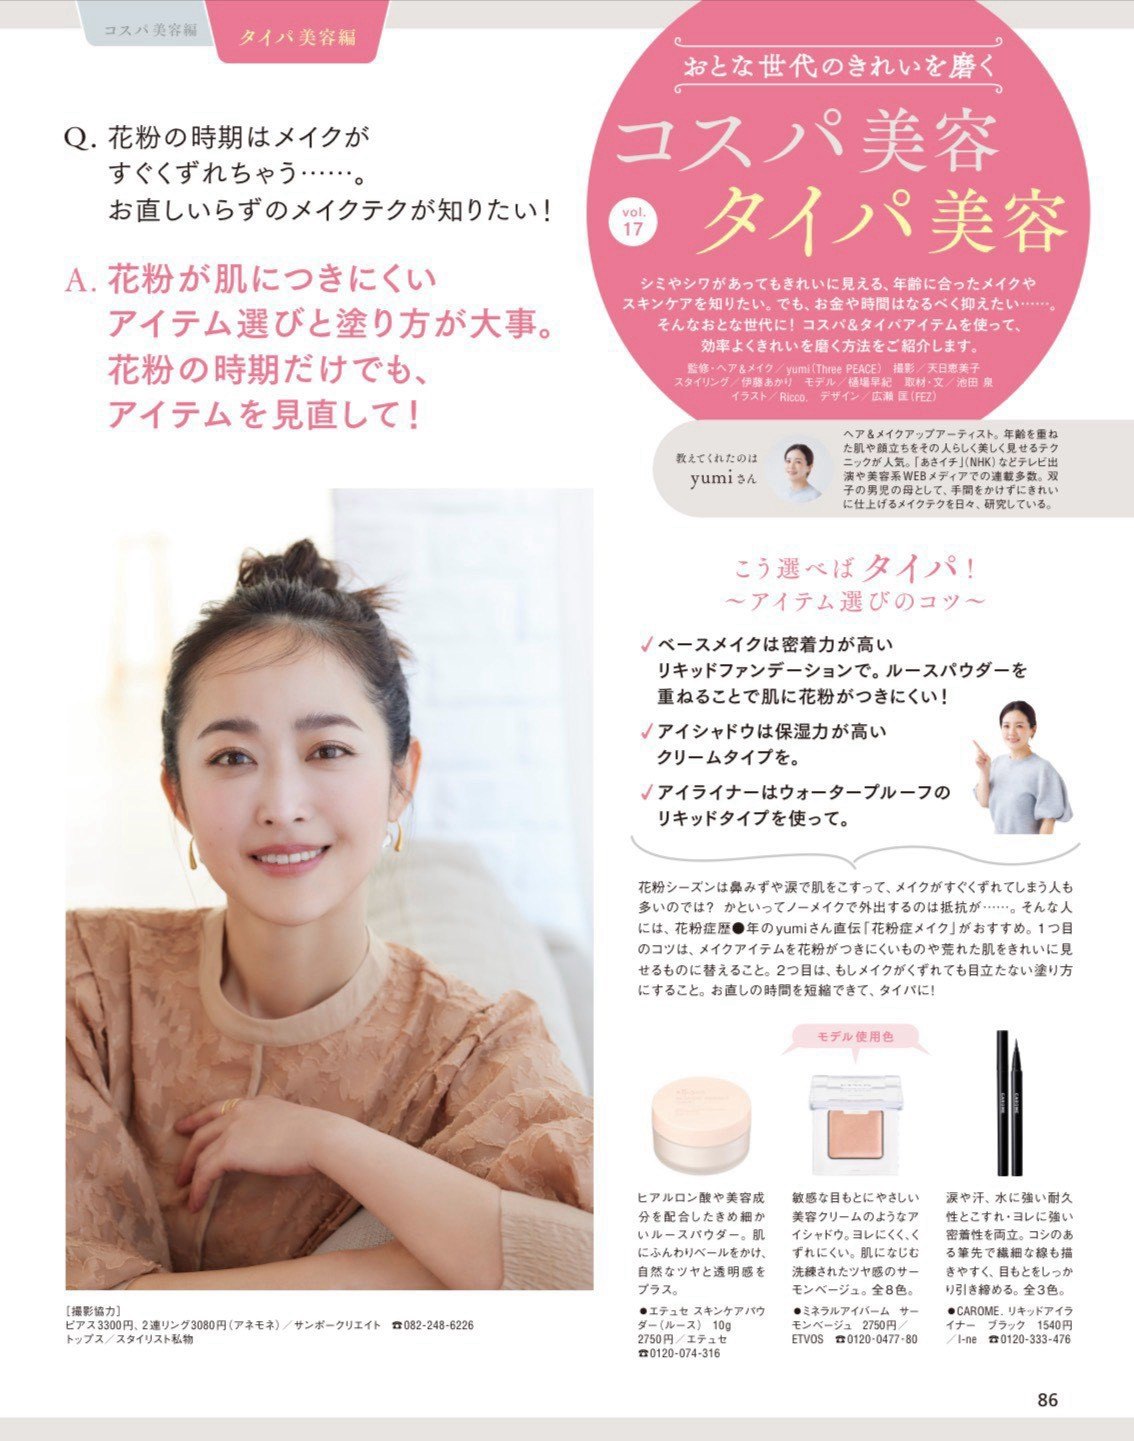 コスパ美容編
タイパ美容編
おとな世代のきれいを磨く
コスパ美容
タイパ美容
vol.
17
シミやシワがあってもきれいに見える、年齢に合ったメイクや
スキンケアを知りたい。でも、お金や時間はなるべく抑えたい……。
そんなおとな世代に！ コスパ＆タイパアイテムを使って、
効率よくきれいを磨く方法をご紹介します。
監修・ヘア＆メイク／yumi（Three PEACE） 撮影／天日恵美子
スタイリング／伊藤あかり モデル／樋場早紀 取材・文／池田 泉
イラスト／Ricco. デザイン／広瀬 匡（FEZ）
Q. 花粉の時期はメイクが
すぐくずれちゃう……。
お直しいらずのメイクテクが知りたい！
A. 花粉が肌につきにくい
アイテム選びと塗り方が大事。
花粉の時期だけでも、
アイテムを見直して！
教えてくれたのは
yumiさん
ヘア＆メイクアップアーティスト。年齢を重ね
た肌や顔立ちをその人らしく美しく見せるテク
ニックが人気。「あさイチ」（NHK）などテレビ出
演や美容系WEBメディアでの連載多数。双
子の男児の母として、手間をかけずにきれい
に仕上げるメイクテクを日々、研究している。
こう選べばタイパ！
〜アイテム選びのコツ〜
✓ベースメイクは密着力が高い
リキッドファンデーションで。ルースパウダーを
重ねることで肌に花粉がつきにくい！
✓アイシャドウは保湿力が高い
クリームタイプを。
✓アイライナーはウォータープルーフの
リキッドタイプを使って。
花粉シーズンは鼻みずや涙で肌をこすって、メイクがすぐくずれてしまう人も
多いのでは？ かといってノーメイクで外出するのは抵抗が……。そんな人
には、花粉症歴●年のyumiさん直伝「花粉症メイク」がおすすめ。1つ目
のコツは、メイクアイテムを花粉がつきにくいものや荒れた肌をきれいに見
せるものに替えること。2つ目は、もしメイクがくずれても目立たない塗り方
にすること。お直しの時間を短縮できて、タイパに！
モデル使用色
CAROME.
CAROME.
ヒアルロン酸や美容成
分を配合したきめ細か
いルースパウダー。肌
にふんわりベールをかけ、
自然なツヤと透明感を
プラス。
●エテュセ スキンケアパウ
ダー（ルース） 10g
2750円／エテュセ
☎0120-074-316
敏感な目もとにやさしい
美容クリームのようなア
イシャドウ。ヨレにくく、く
ずれにくい。肌になじむ
洗練されたツヤ感のサー
モンベージュ。全8色。
●ミネラルアイバーム サー
モンベージュ 2750円／
ETVOS ☎0120-0477-80
涙や汗、水に強い耐久
性とこすれ・ヨレに強い
密着性を両立。コシのあ
る筆先で繊細な線も描
きやすく、目もとをしっか
り引き締める。全3色。
●CAROME. リキッドアイラ
イナー ブラック 1540円
／I-ne ☎0120-333-476
［撮影協力］
ピアス3300円、2連リング3080円（アネモネ）／サンポークリエイト ☎082-248-6226
トップス／スタイリスト私物
86